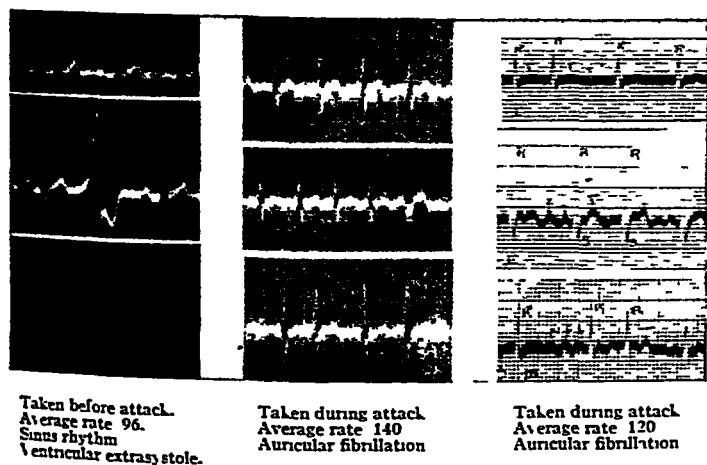 R R R R
R R R
R R R
Taken before attack.
Average rate 96.
Sinus rhythm
Ventricular extrasystole.
Taken during attack
Average rate 140
Auricular fibrillation
Taken during attack
Average rate 120
Auricular fibrillation